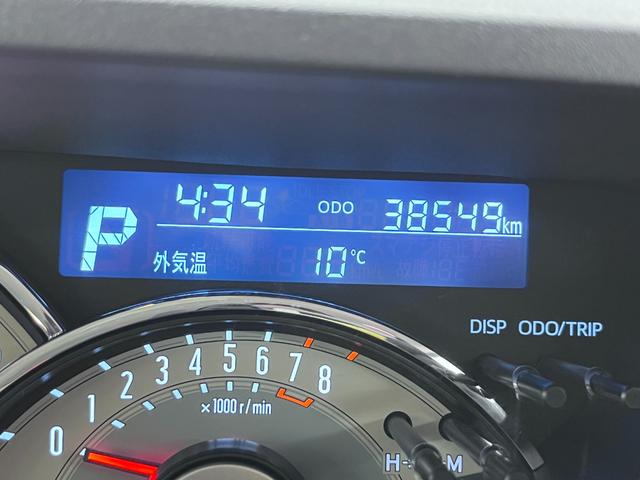 4:34 ODO 38549km
P
外気温 10°C
DISP ODO/TRIP
0 1 2 3 4 5 6 7 8
×1000 r/min
H-
-M